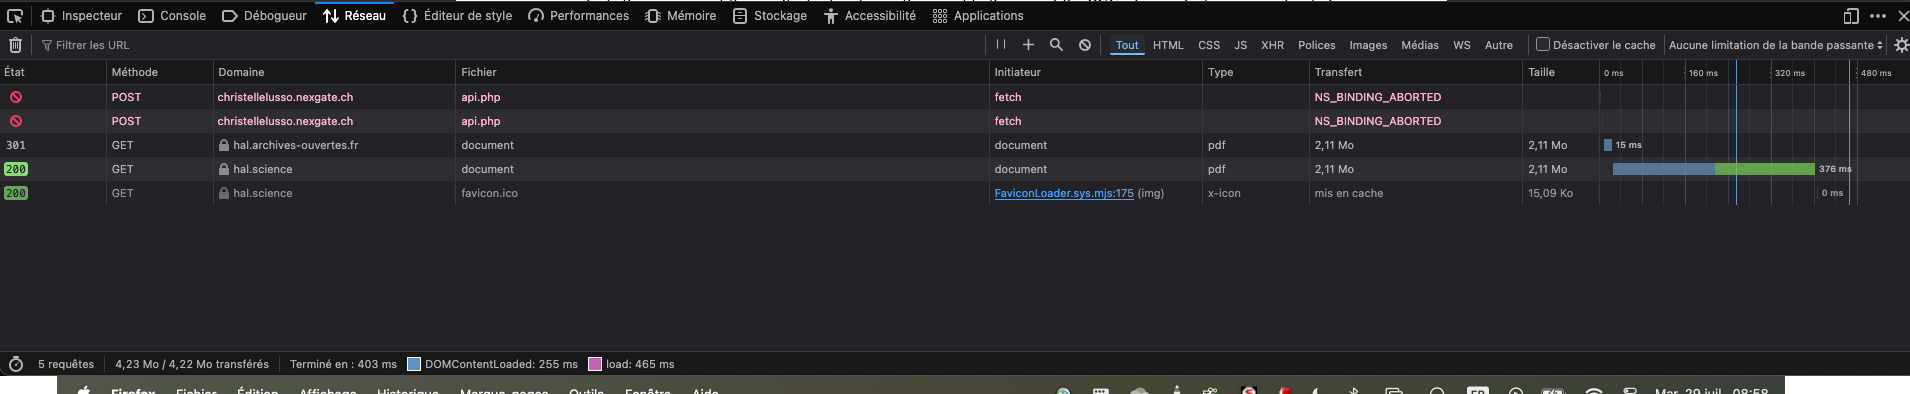 Inspecteur Console Débogueur Réseau Éditeur de style Performances Mémoire Stockage Accessibilité Applications
Filtrer les URL Tout HTML CSS JS XHR Polices Images Médias WS Autre Désactiver le cache Aucune limitation de la bande passante
État Méthode Domaine Fichier Initiateur Type Transfert Taille 0 ms 160 ms 320 ms 480 ms
POST christellelusso.nexgate.ch api.php fetch NS_BINDING_ABORTED
POST christellelusso.nexgate.ch api.php fetch NS_BINDING_ABORTED
301 GET hal.archives-ouvertes.fr document document pdf 2,11 Mo 2,11 Mo 15 ms
200 GET hal.science document document pdf 2,11 Mo 2,11 Mo 376 ms
200 GET hal.science favicon.ico FaviconLoader.sys.mjs:175 (img) x-icon mis en cache 15,09 Ko 0 ms
5 requêtes 4,23 Mo / 4,22 Mo transférés Terminé en : 403 ms DOMContentLoaded: 255 ms load: 465 ms
Firefox Fichier Édition Affichage Historique Marque-pages Outils Fenêtre Aide Mar. 29 juil. 08:58